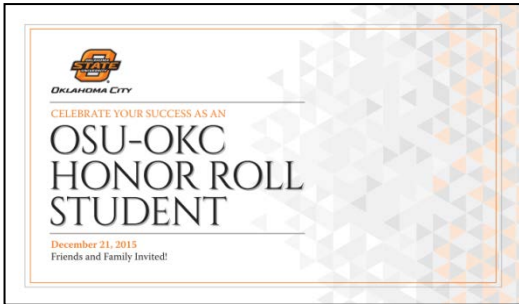 OKLAHOMA
STATE
UNIVERSITY
OKLAHOMA CITY
CELEBRATE YOUR SUCCESS AS AN
OSU-OKC
HONOR ROLL
STUDENT
December 21, 2015
Friends and Family Invited!